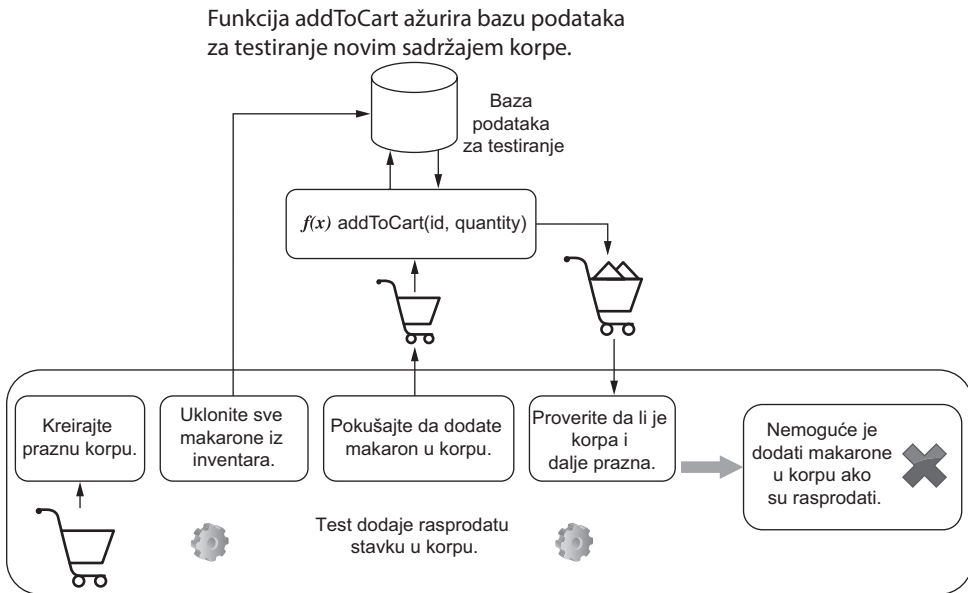 Funkcija addToCart ažurira bazu podataka
za testiranje novim sadržajem korpe.
Baza
podataka
za testiranje
f(x) addToCart(id, quantity)
Kreirajte
praznu korpu.
Uklonite sve
makarone iz
inventara.
Pokušajte da dodate
makaron u korpu.
Proverite da li je
korpa i
dalje prazna.
Nemoguće je
dodati makarone
u korpu ako
su rasprodati.
Test dodaje rasprodatu
stavku u korpu.